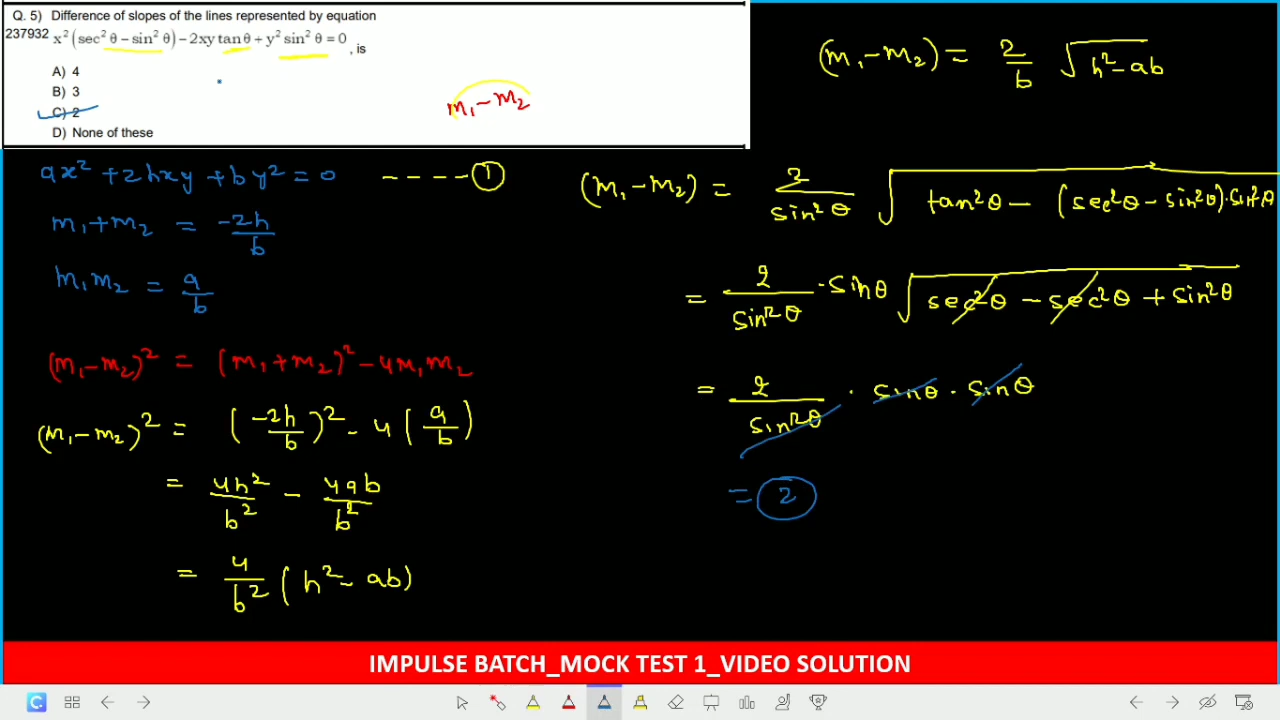 Q. 5) Difference of slopes of the lines represented by equation
237932 x² (sec² θ – sin² θ) – 2xy tan θ + y² sin² θ = 0 , is
A) 4
B) 3
C) 2
D) None of these
m₁ – m₂
ax² + 2hxy + by² = 0 ----①
m₁+m₂ = -2h/b
m₁m₂ = a/b
(m₁-m₂)² = (m₁+m₂)² - 4m₁m₂
(m₁-m₂)² = (-2h/b)² - 4(a/b)
= 4h²/b² - 4ab/b²
= 4/b² (h² - ab)
(m₁-m₂) = 2/b √(h²-ab)
(m₁-m₂) = 2/sin²θ √(tan²θ - (sec²θ - sin²θ)·sin²θ
= 2/sin²θ · sinθ √(sec²θ - sec²θ + sin²θ)
= 2/sin²θ · sinθ · sinθ
= 2
IMPULSE BATCH_MOCK TEST 1_VIDEO SOLUTION